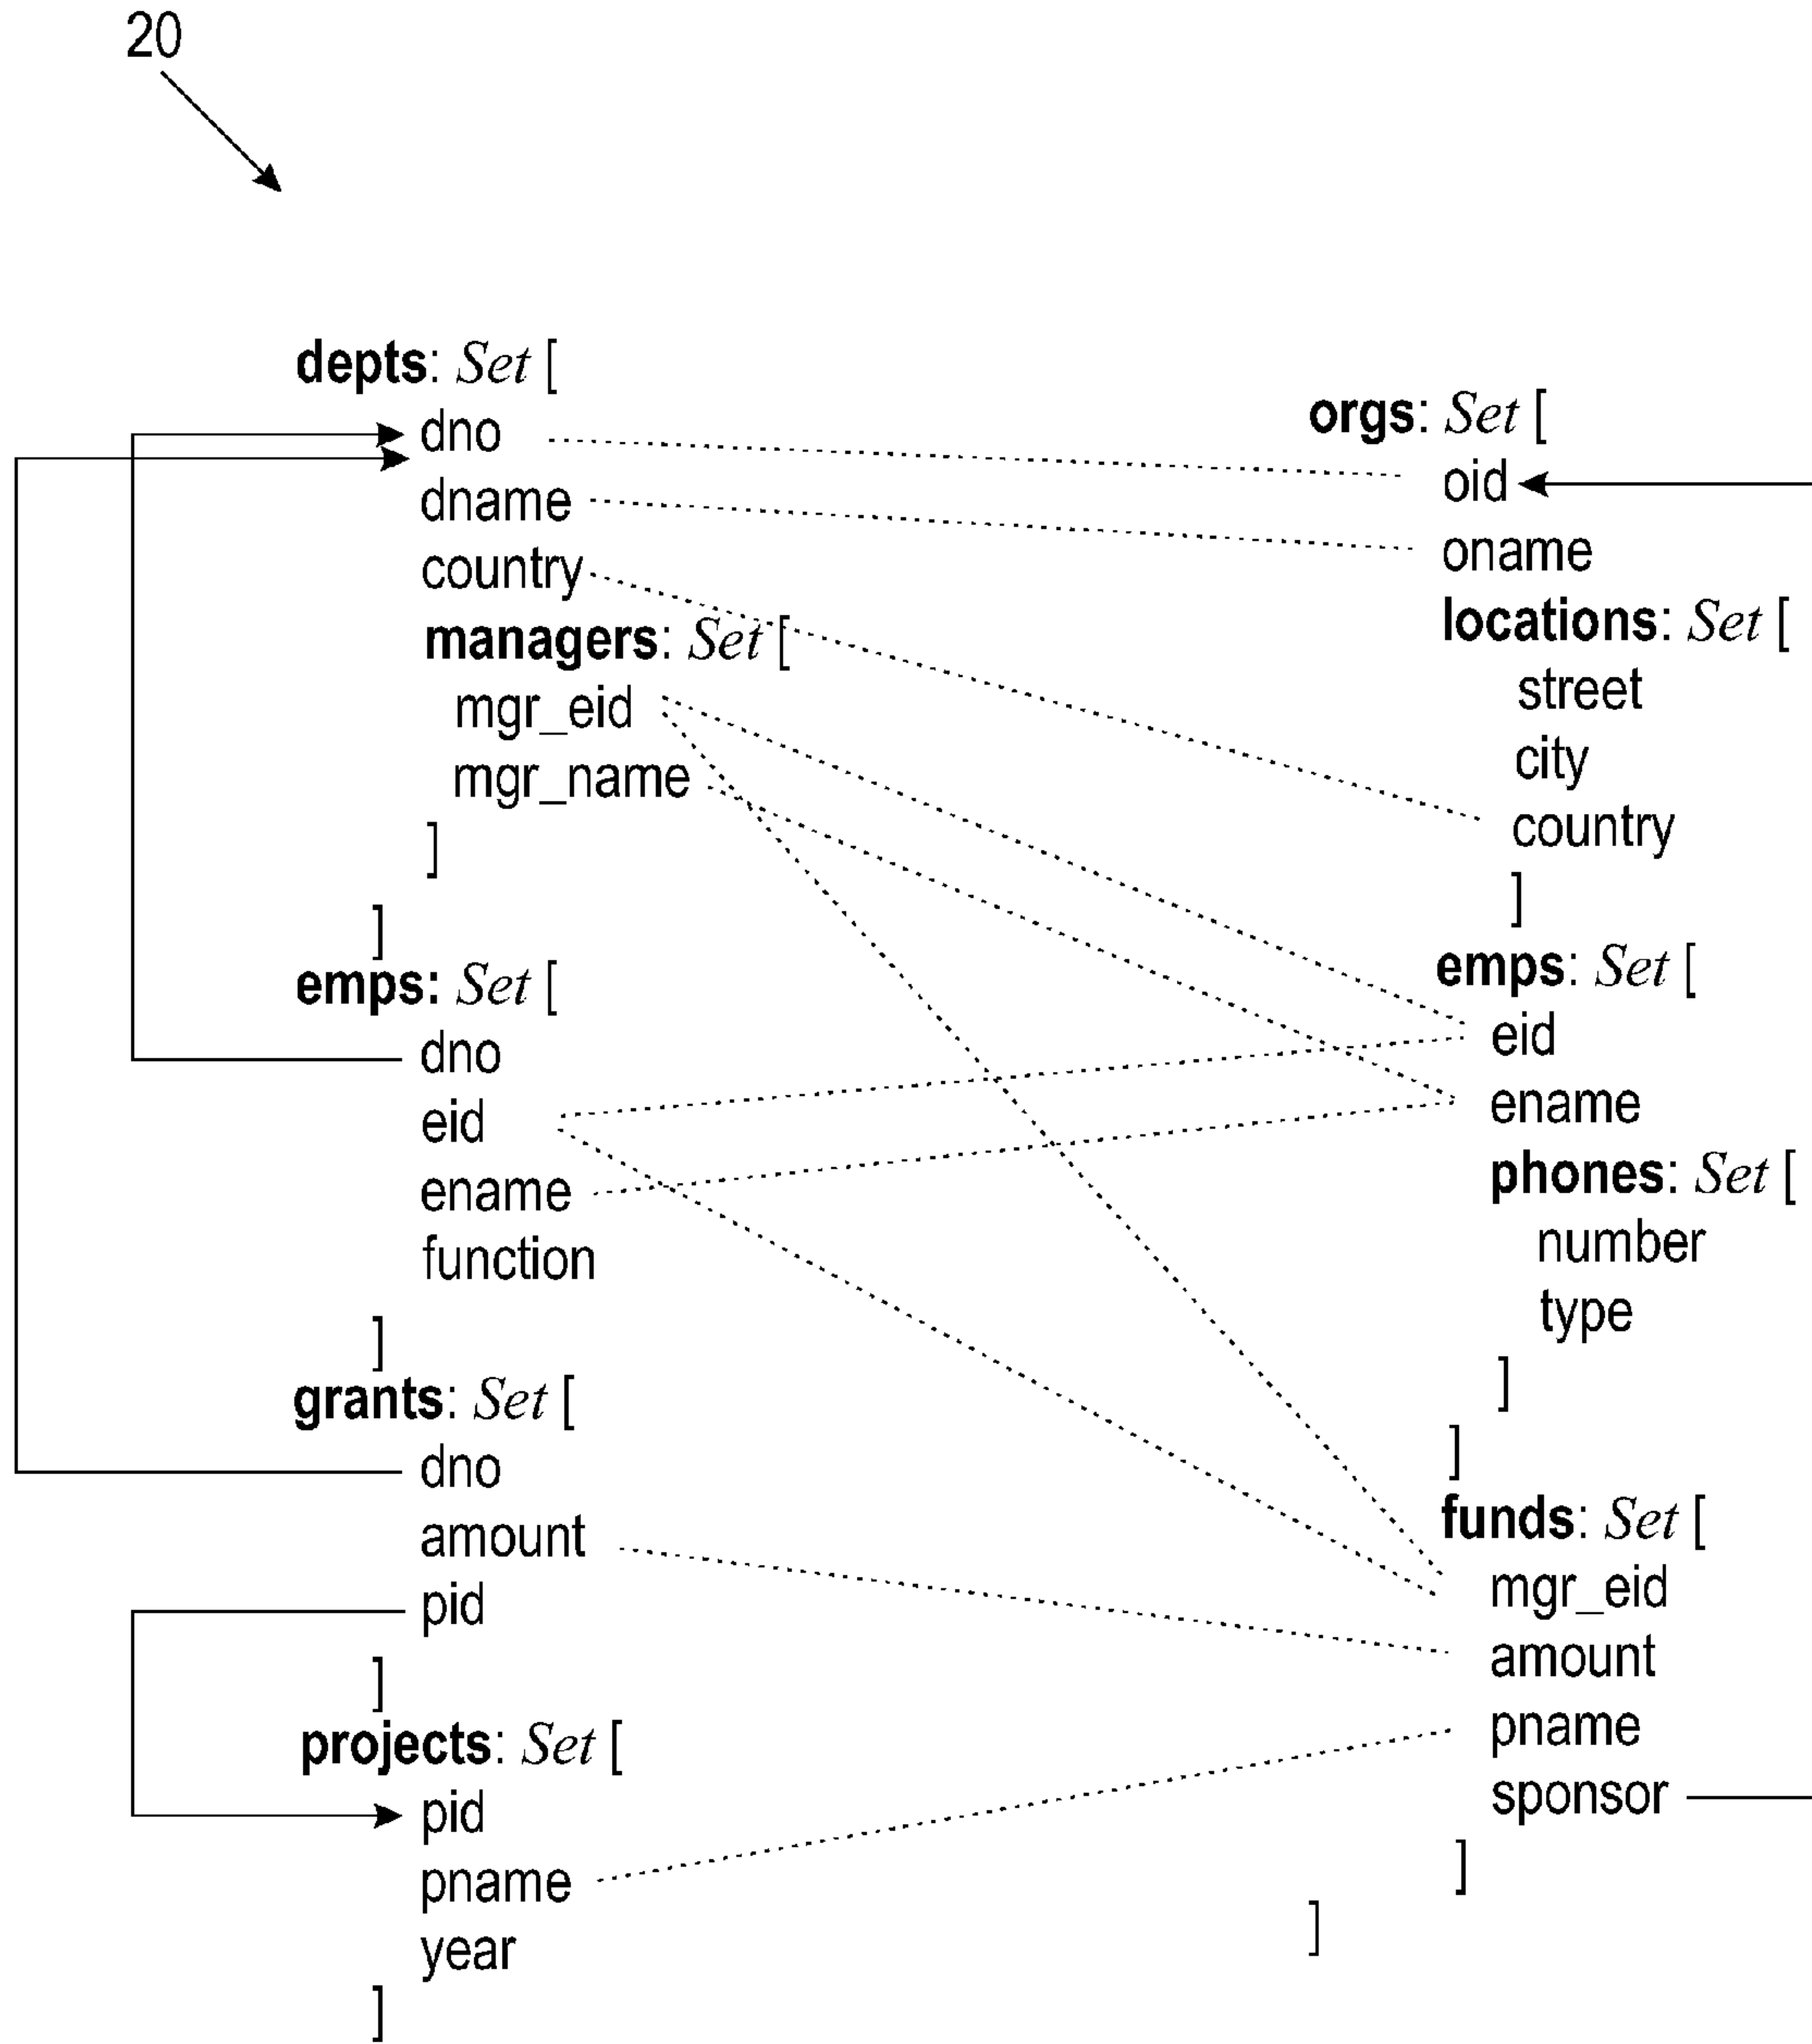 20
depts: Set [
dno
dname
country
managers: Set [
mgr_eid
mgr_name
]
]
emps: Set [
dno
eid
ename
function
]
grants: Set [
dno
amount
pid
]
projects: Set [
pid
pname
year
]
orgs: Set [
oid
oname
locations: Set [
street
city
country
]
emps: Set [
eid
ename
phones: Set [
number
type
]
]
funds: Set [
mgr_eid
amount
pname
sponsor
]
]